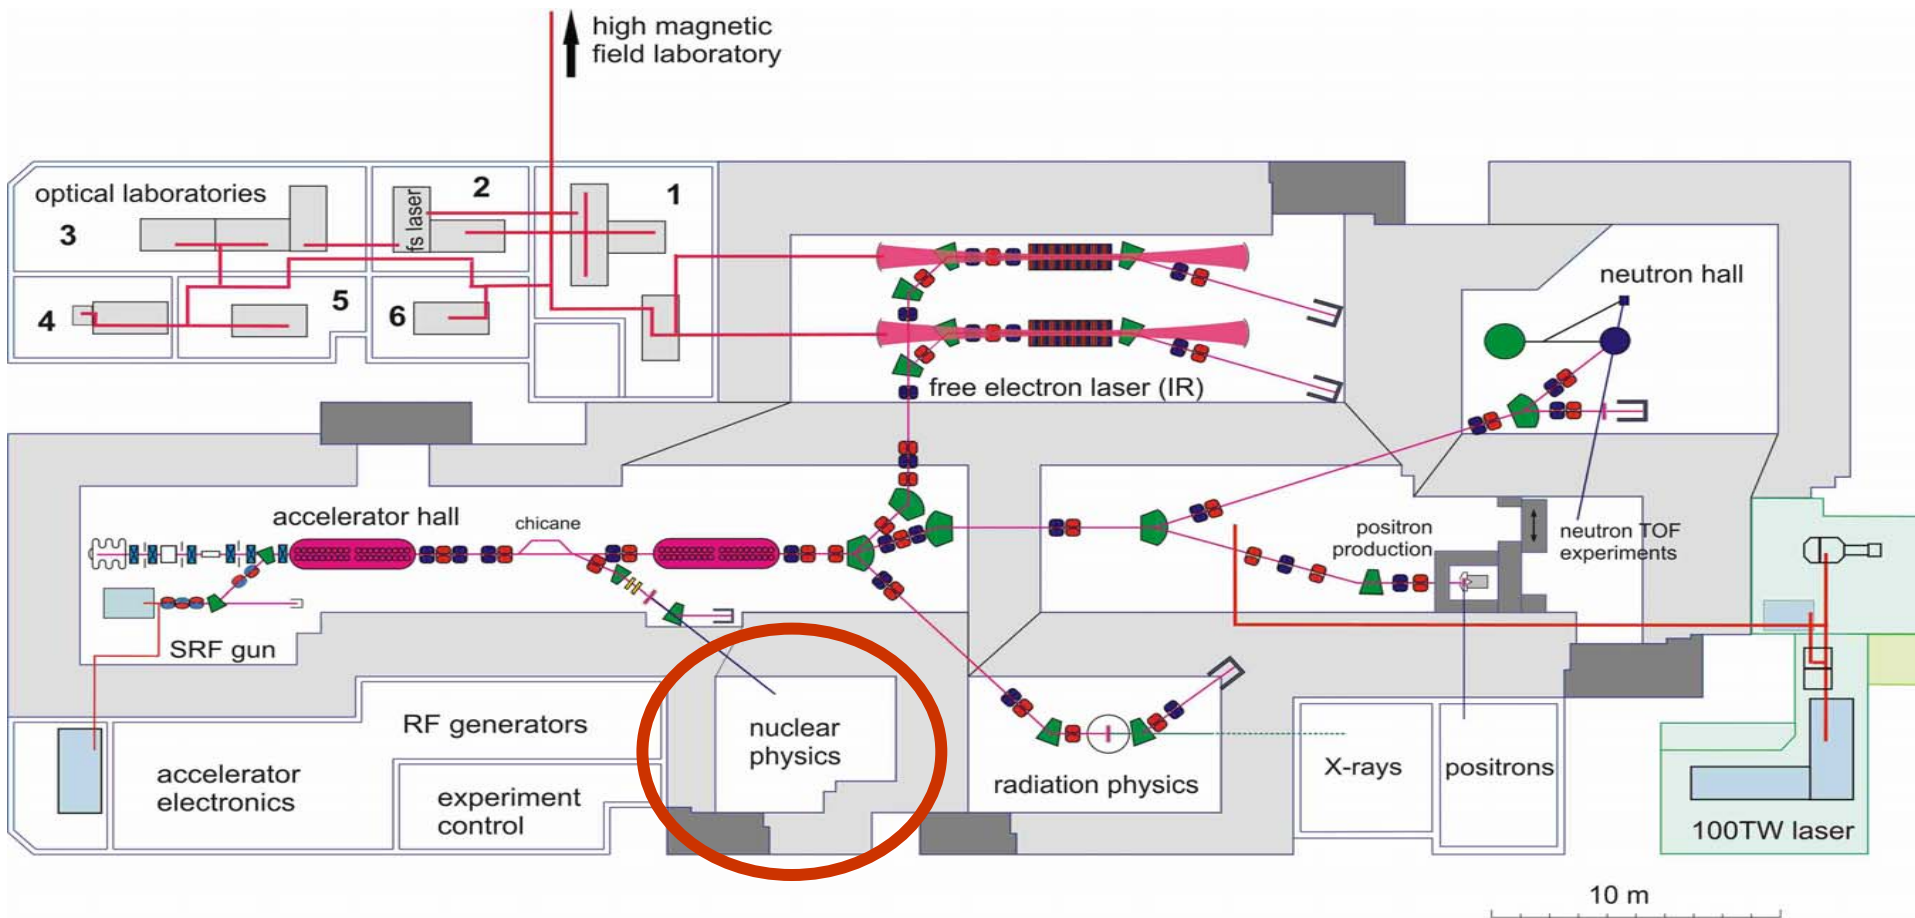 high magnetic
field laboratory
optical laboratories
3
2
1
fs laser
4
5
6
neutron hall
free electron laser (IR)
accelerator hall
chicane
positron
production
neutron TOF
experiments
SRF gun
RF generators
nuclear
physics
accelerator
electronics
experiment
control
radiation physics
X-rays
positrons
100TW laser
10 m